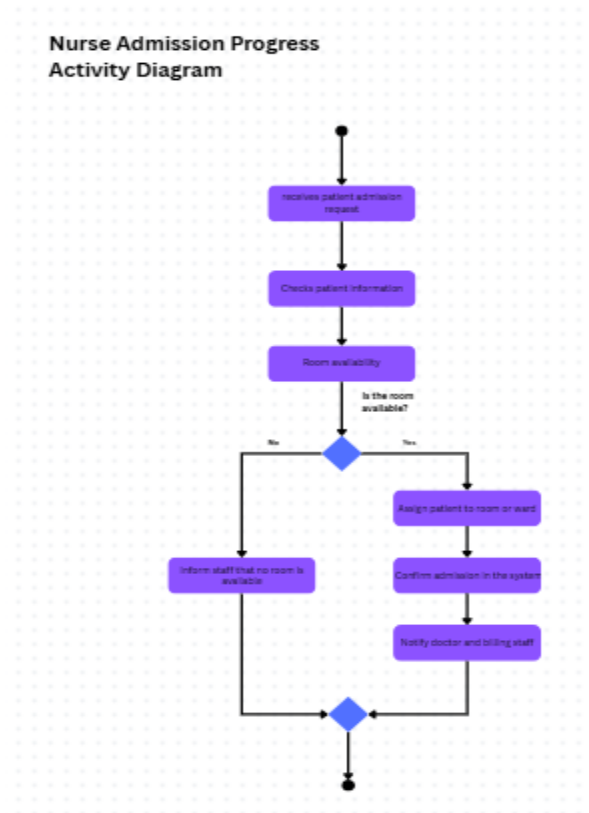 Nurse Admission Progress
Activity Diagram
receives patient admission
request
Checks patient information
Room availability
Is the room
available?
No
Yes
Assign patient to room or ward
Inform staff that no room is
available
Confirm admission in the system
Notify doctor and billing staff